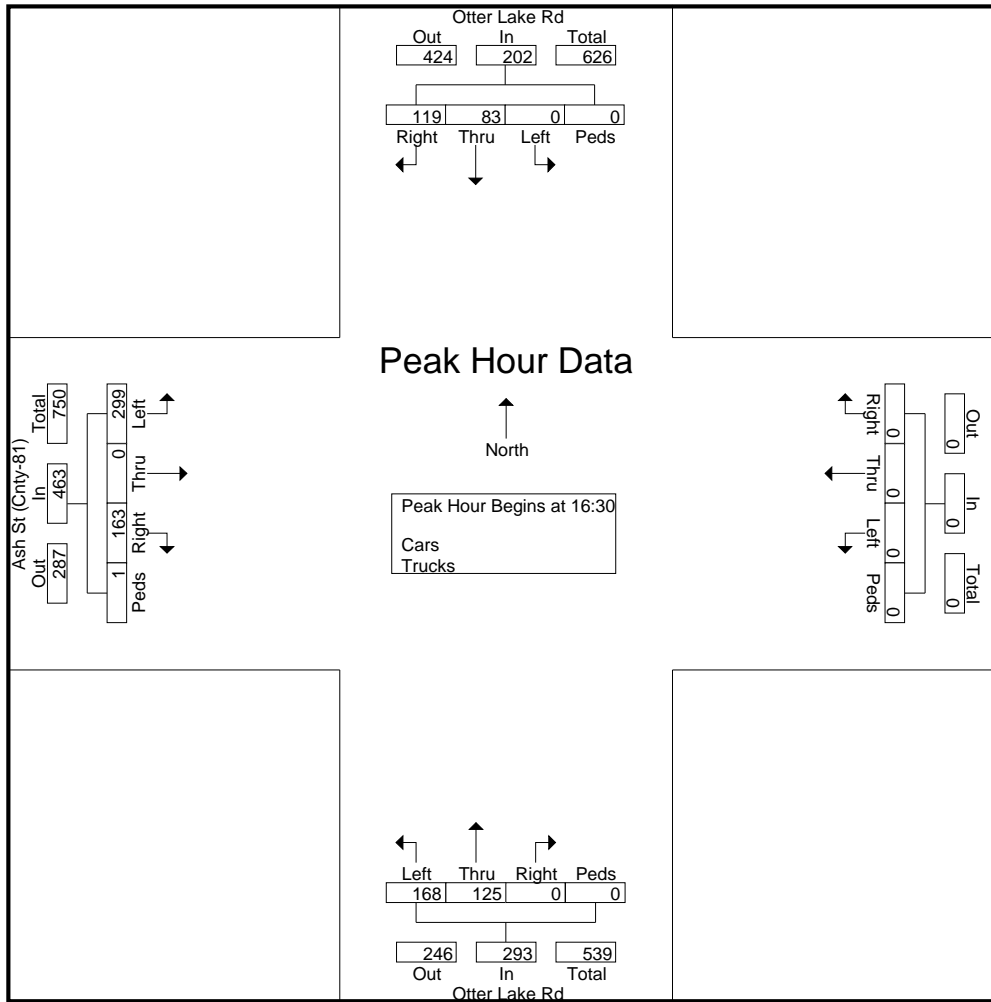 Otter Lake Rd
Out In Total
424 202 626
119 83 0 0
Right Thru Left Peds
Peak Hour Data
North
Peak Hour Begins at 16:30
Cars
Trucks
Ash St (Cnty-81)
Out In Total
287 463 750
1 163 0 299
Peds Right Thru Left
Right Thru Left Peds
0 0 0 0
Out In Total
0 0 0
Left Thru Right Peds
168 125 0 0
246 293 539
Out In Total
Otter Lake Rd